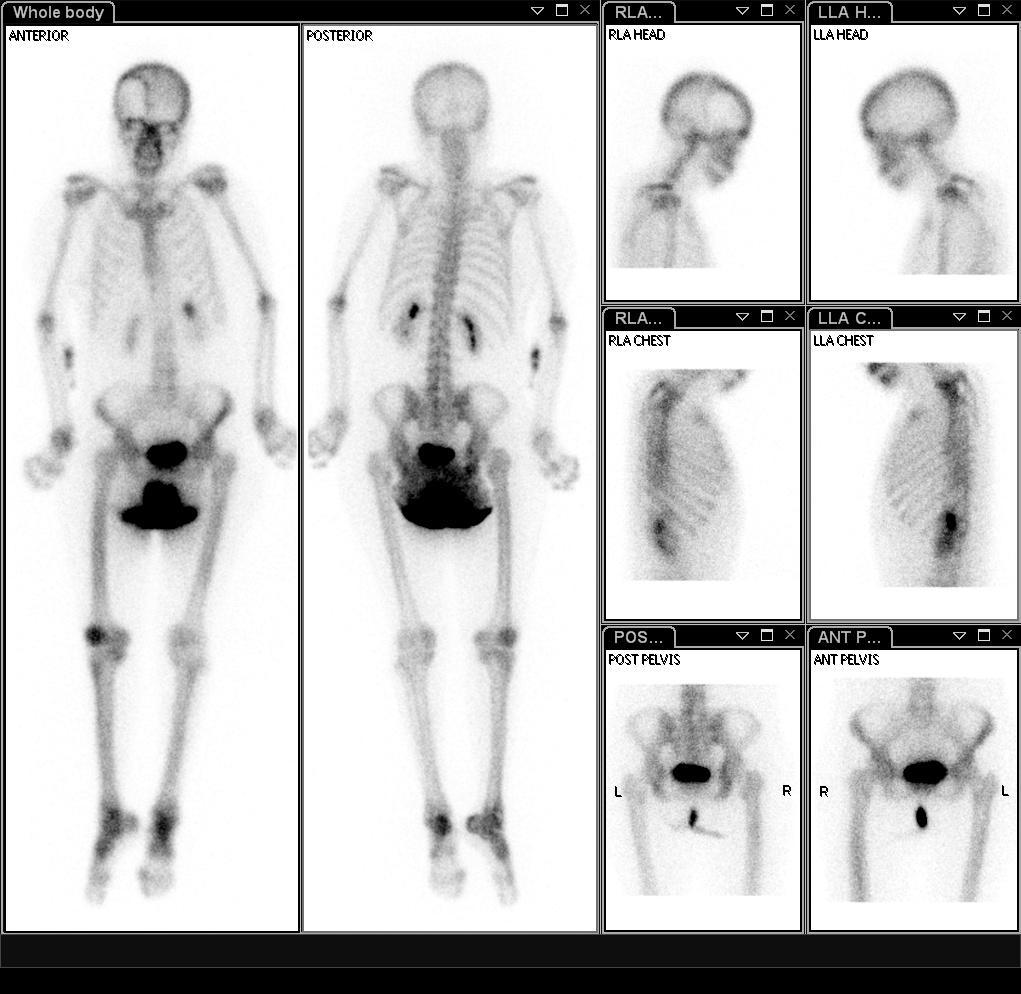 Whole body
ANTERIOR
POSTERIOR
RLA...
RLA HEAD
LLA H...
LLA HEAD
RLA...
RLA CHEST
LLA C...
LLA CHEST
POS...
POST PELVIS
L
R
ANT P...
ANT PELVIS
R
L